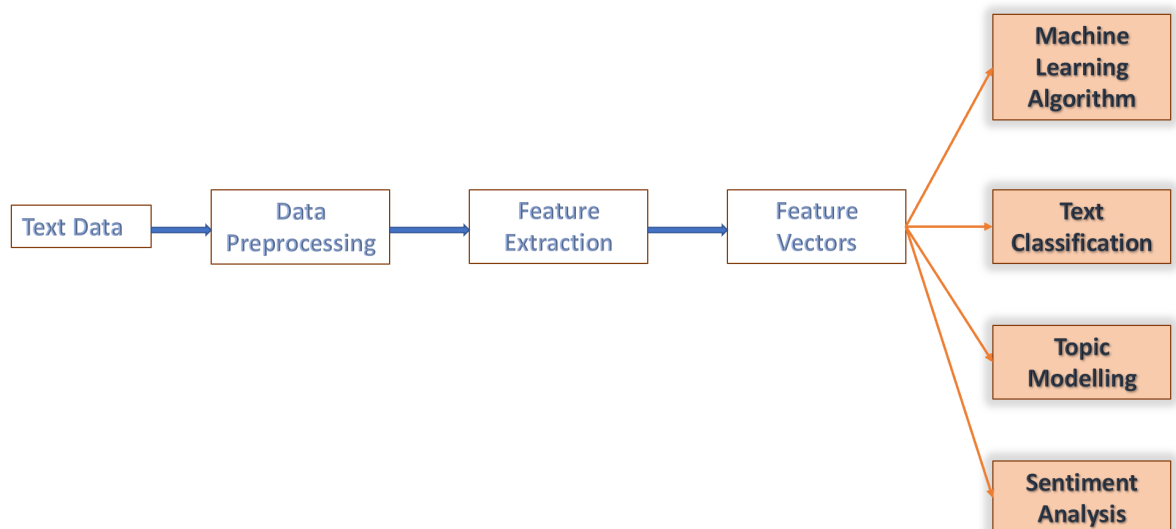 Text Data
Data
Preprocessing
Feature
Extraction
Feature
Vectors
Machine
Learning
Algorithm
Text
Classification
Topic
Modelling
Sentiment
Analysis